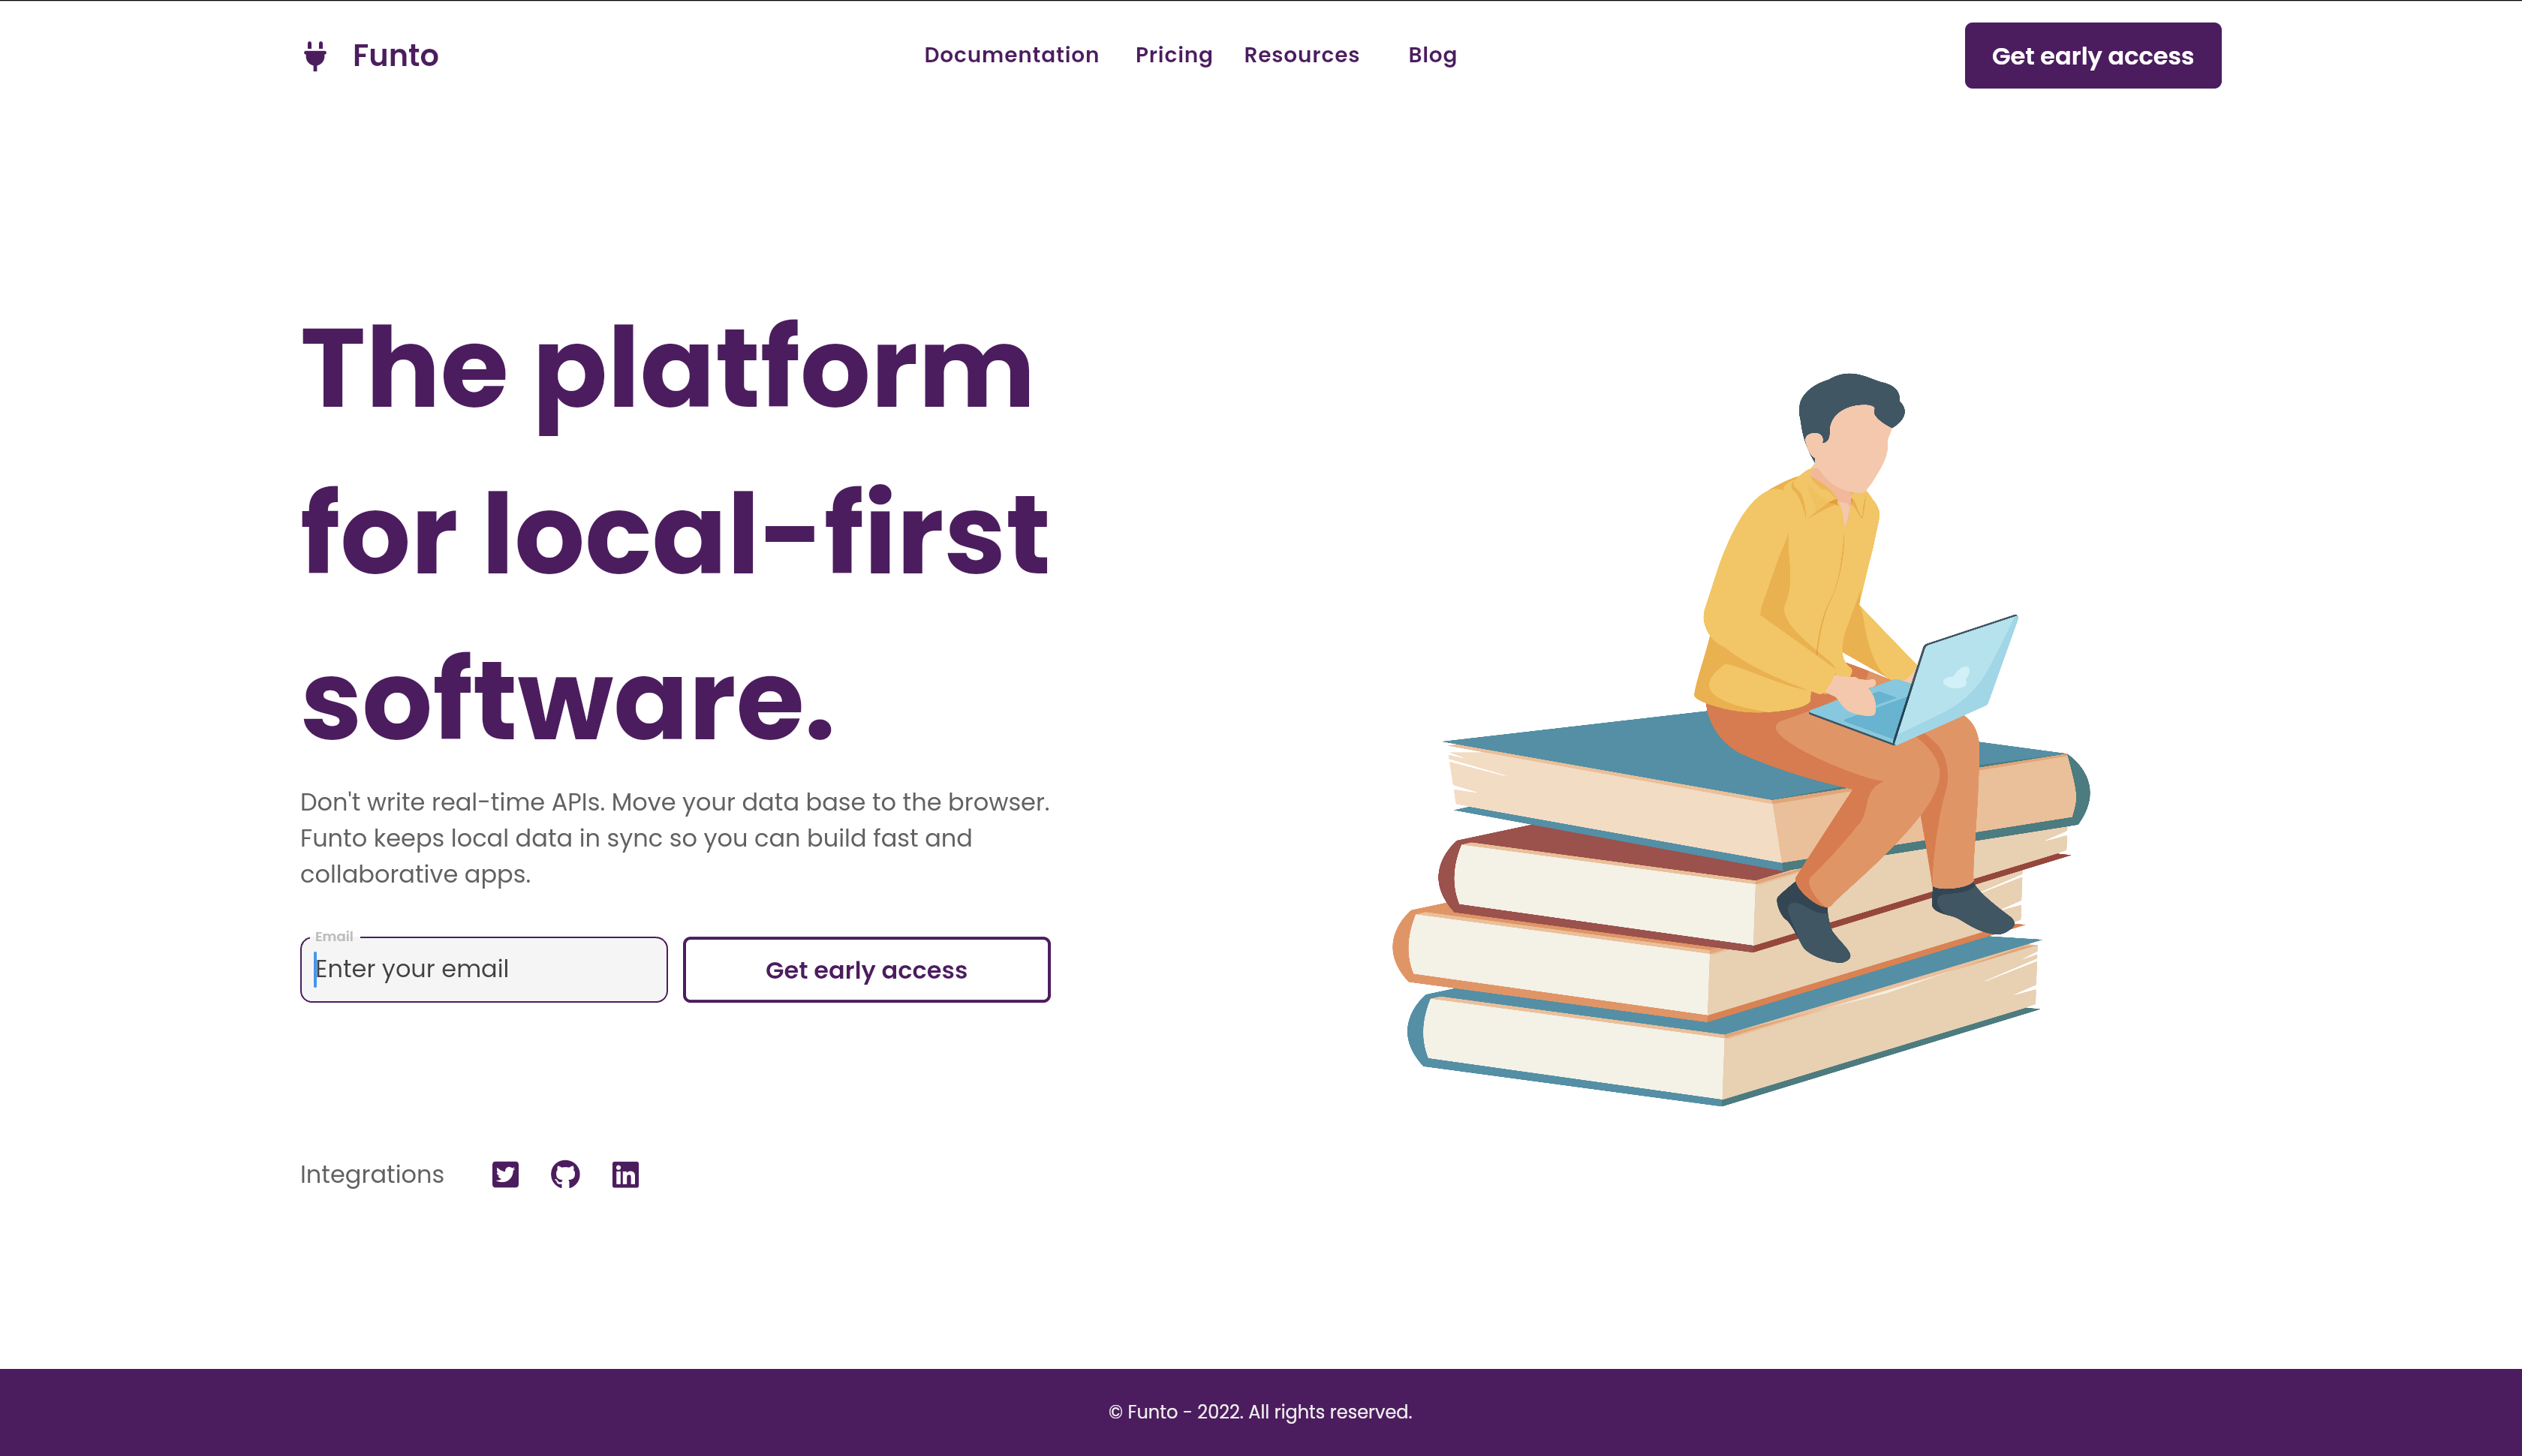 Funto
Documentation Pricing Resources Blog
Get early access
The platform
for local-first
software.
Don't write real-time APIs. Move your data base to the browser.
Funto keeps local data in sync so you can build fast and
collaborative apps.
Email
Enter your email
Get early access
Integrations
in
© Funto - 2022. All rights reserved.